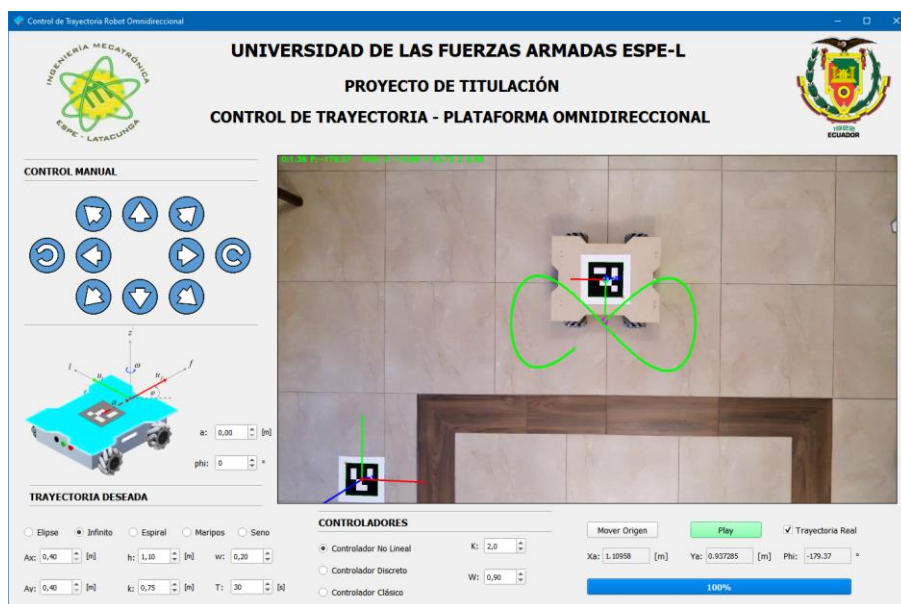 Control de Trayectoria Robot Omnidireccional
INGENIERÍA MECATRÓNICA
ESPE - LATACUNGA
UNIVERSIDAD DE LAS FUERZAS ARMADAS ESPE-L
PROYECTO DE TITULACIÓN
CONTROL DE TRAYECTORIA - PLATAFORMA OMNIDIRECCIONAL
1922
ECUADOR
CONTROL MANUAL
z
l
f
ω
a
φ
a: 0,00 [m]
phi: 0 °
TRAYECTORIA DESEADA
Elipse Infinito Espiral Maripos Seno
Ax: 0,40 [m] h: 1,10 [m] w: 0,20
Ay: 0,40 [m] k: 0,75 [m] T: 30 [s]
CONTROLADORES
Controlador No Lineal
Controlador Discreto
Controlador Clásico
K: 2,0
W: 0,90
Mover Origen Play Trayectoria Real
Xa: 1.10958 [m] Ya: 0.937285 [m] Phi: -179.37 °
100%